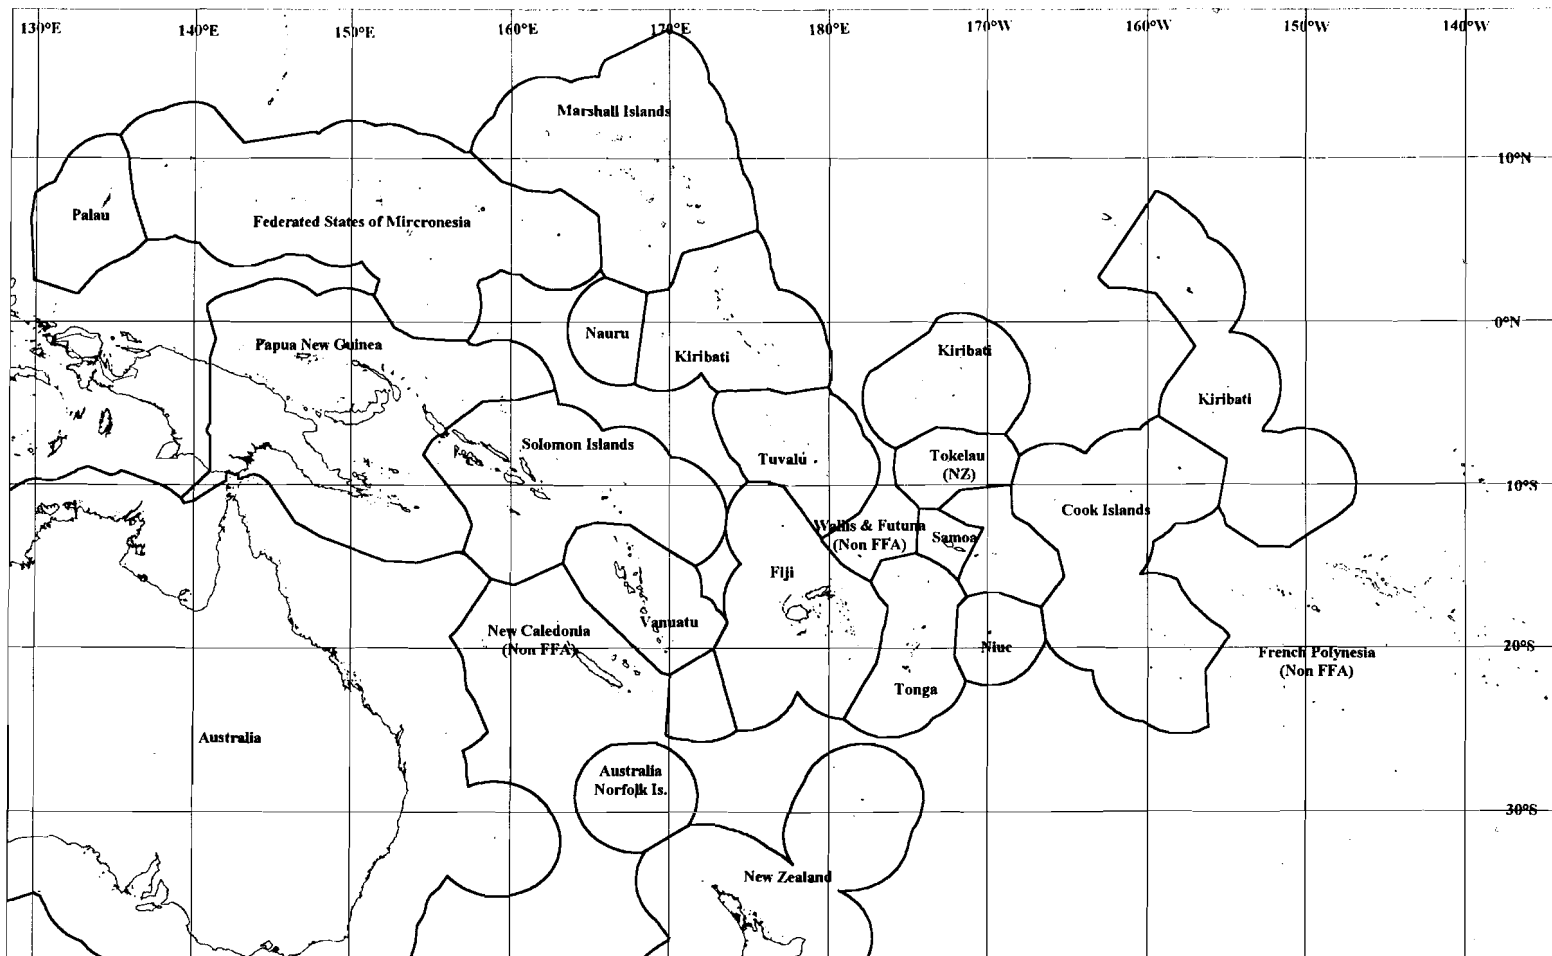 130°E 140°E 150°E 160°E 170°E 180°E 170°W 160°W 150°W 140°W
Marshall Islands
10°N
Palau
Federated States of Mircronesia
0°N
Nauru
Papua New Guinea
Kiribati
Kiribati
Kiribati
Solomon Islands
Tuvalu
Tokelau
(NZ)
10°S
Cook Islands
Wallis & Futuna
(Non FFA)
Samoa
Fiji
Vanuatu
New Caledonia
(Non FFA)
Niue
20°S
French Polynesia
(Non FFA)
Tonga
Australia
Australia
Norfolk Is.
30°S
New Zealand